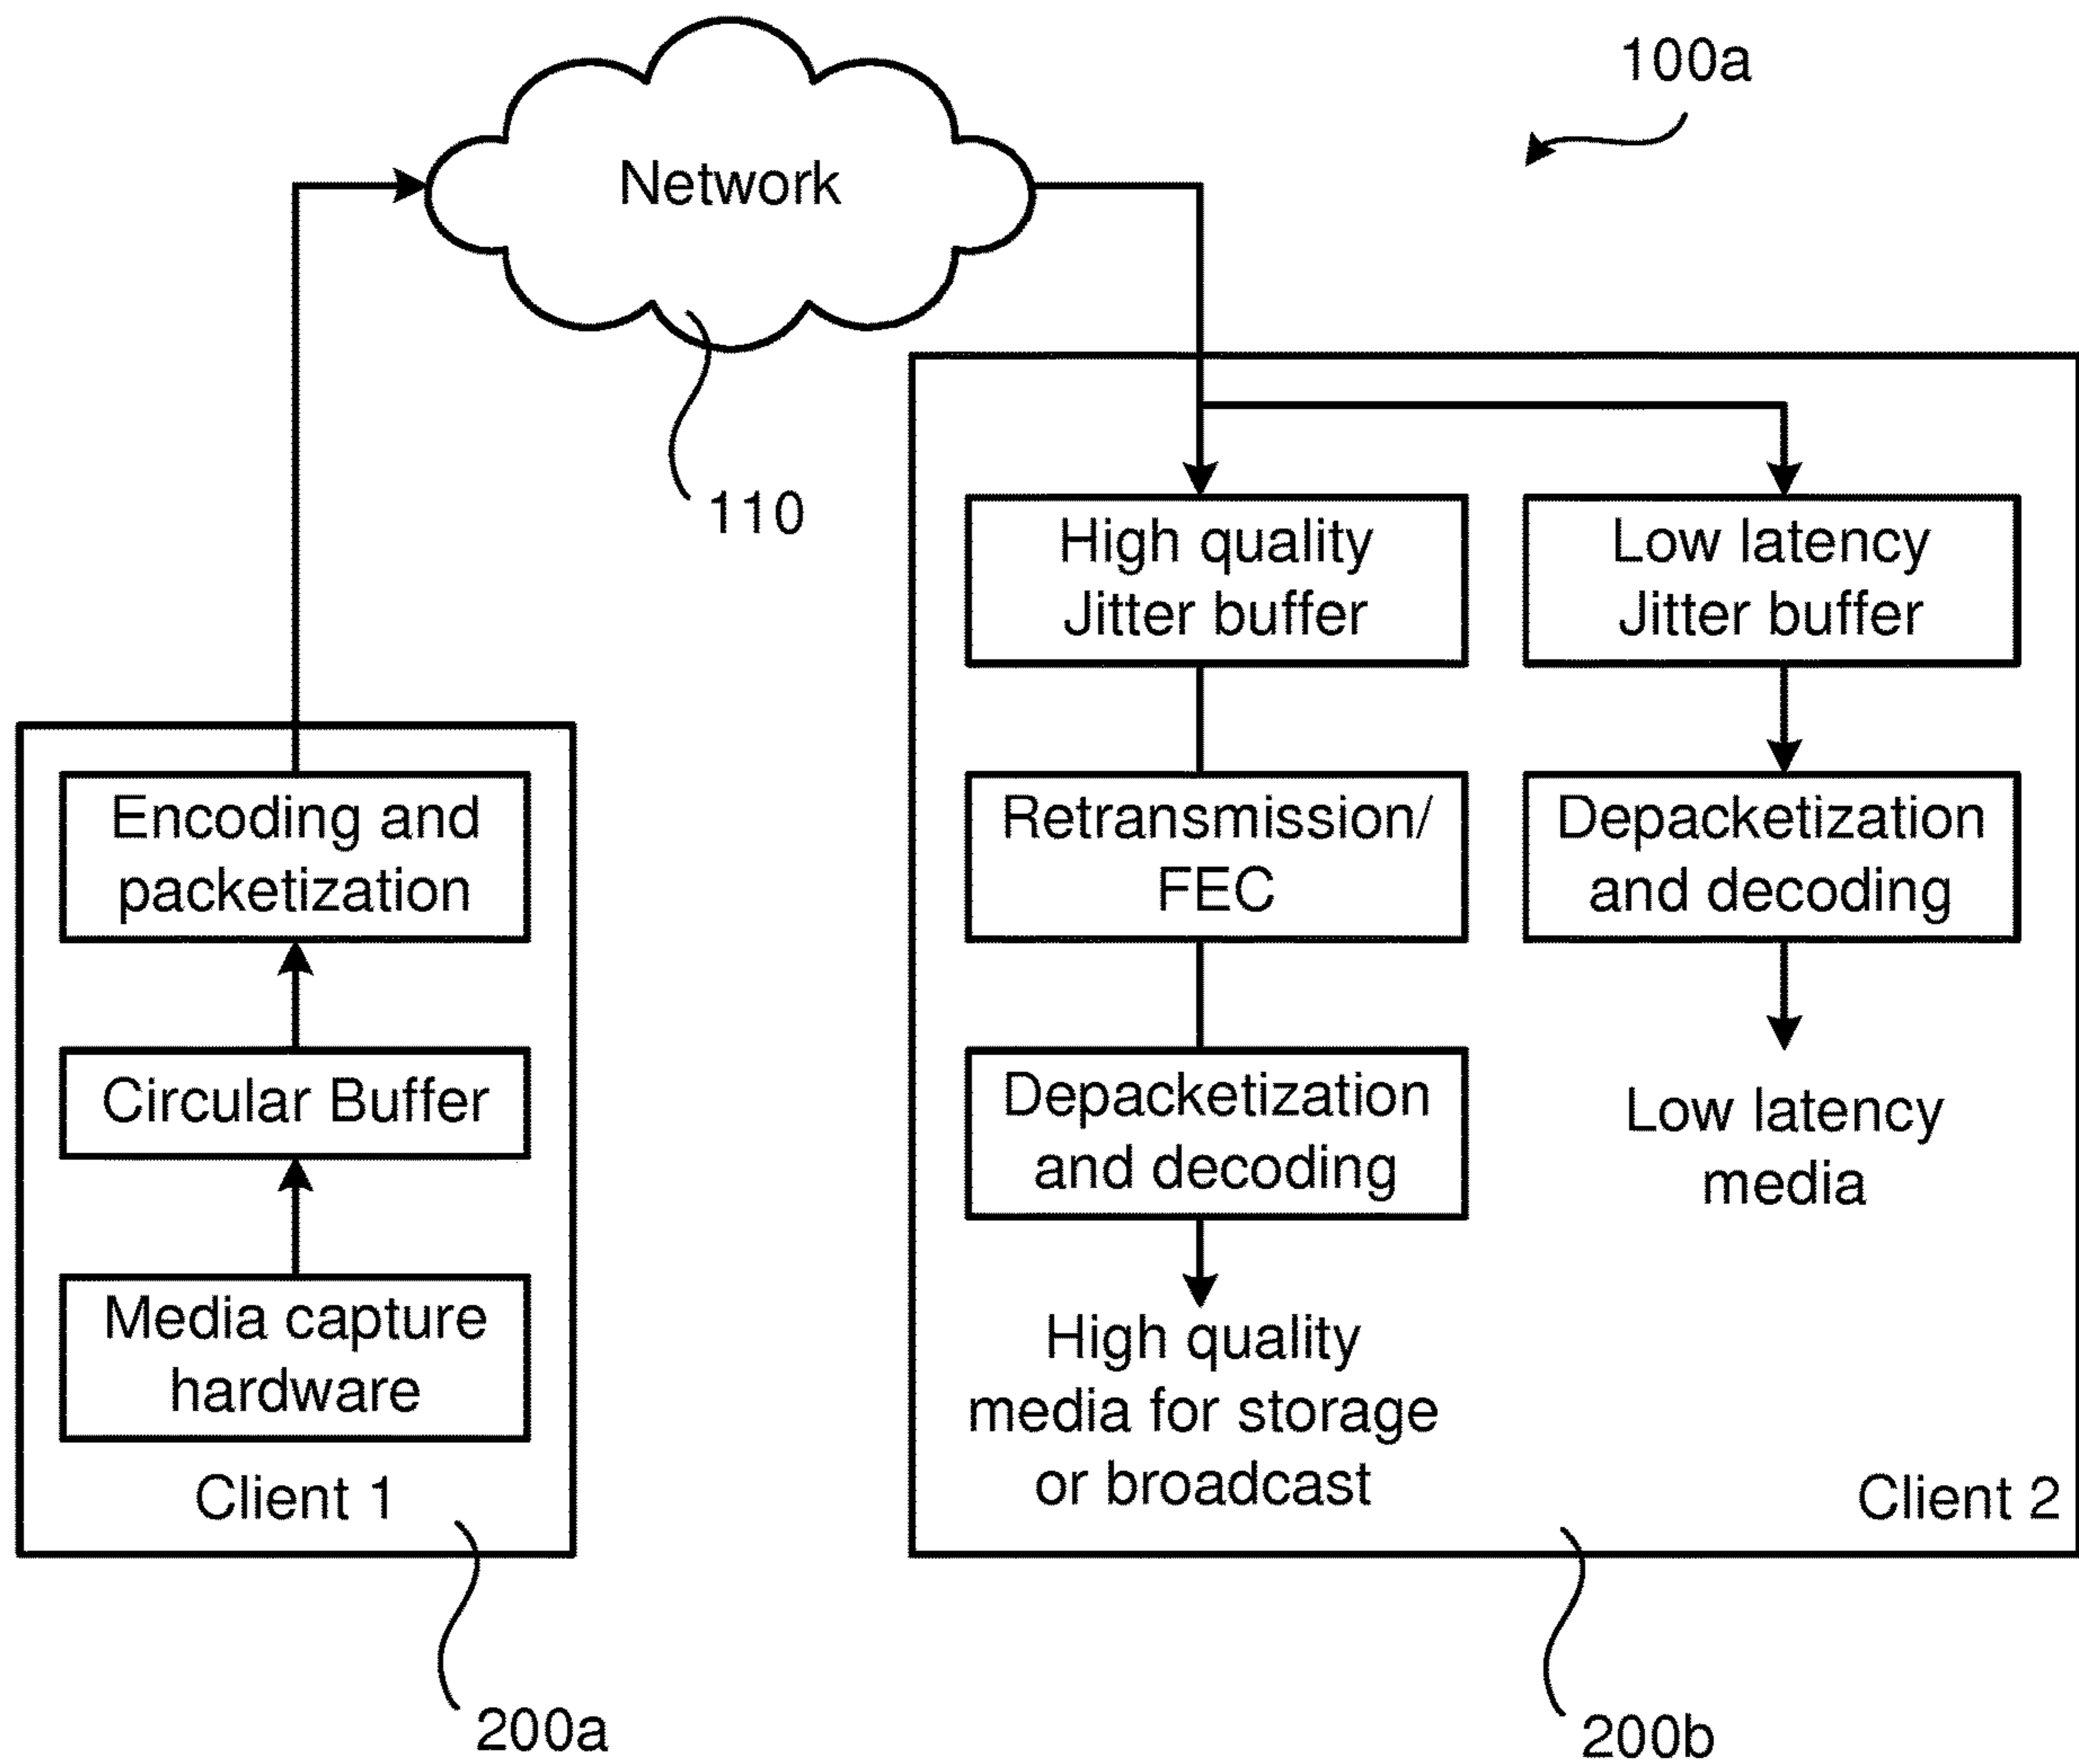 100a
Network
110
High quality
Jitter buffer
Low latency
Jitter buffer
Encoding and
packetization
Retransmission/
FEC
Depacketization
and decoding
Circular Buffer
Depacketization
and decoding
Low latency
media
Media capture
hardware
High quality
media for storage
or broadcast
Client 1
Client 2
200a
200b